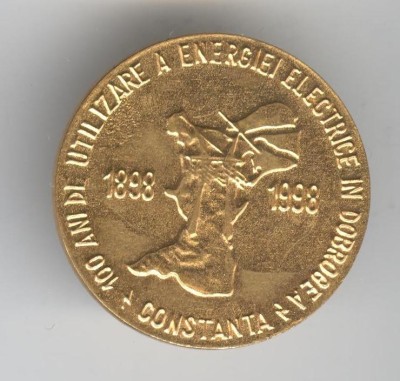 100 ANI DE UTILIZARE A ENERGIEI ELECTRICE IN DOBROGEA
1898 1998
CONSTANTA